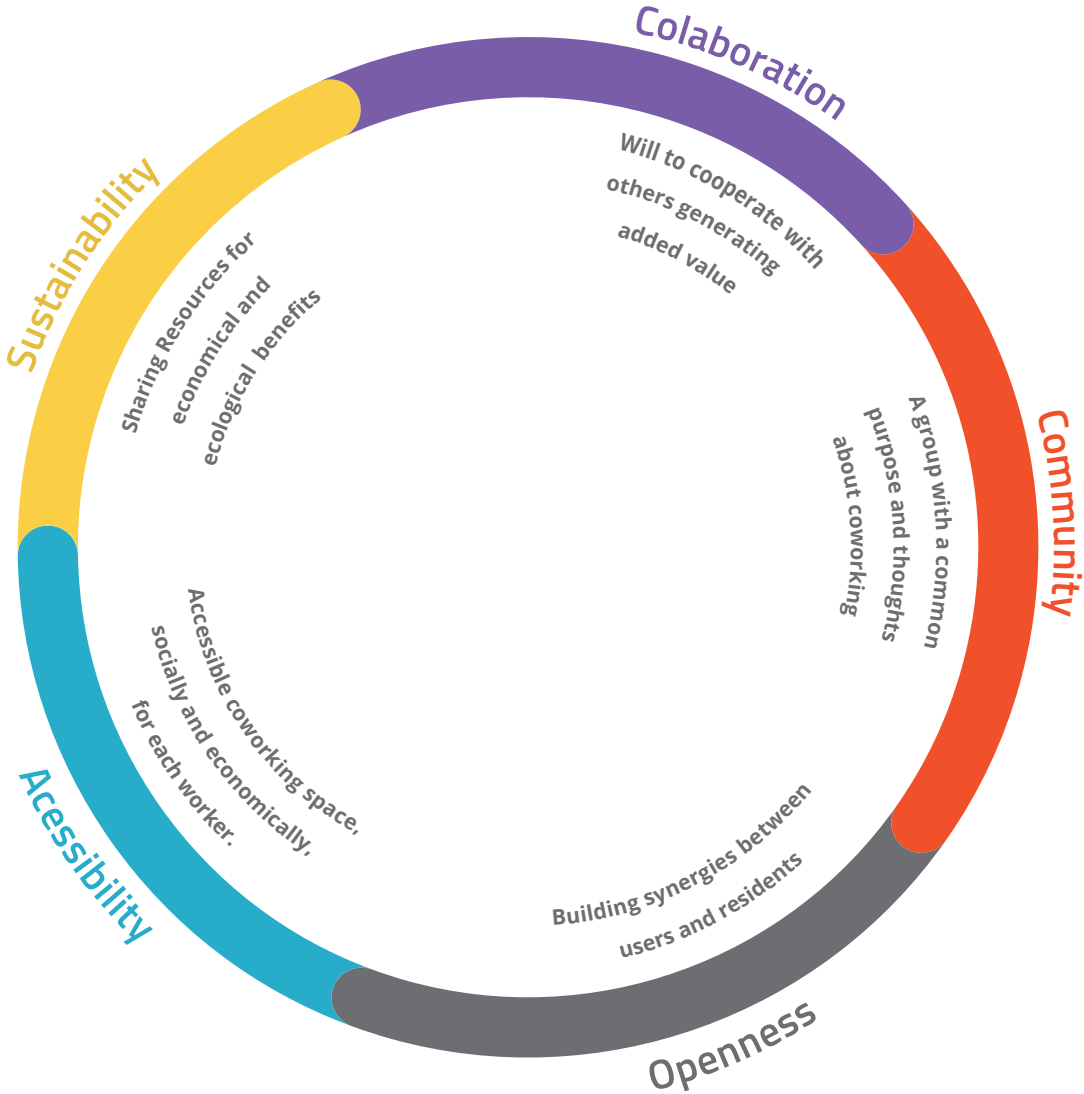 Colaboration
Will to cooperate with
others generating
added value
Community
A group with a common
purpose and thoughts
about coworking
Openness
Building synergies between
users and residents
Acessibility
Accessible coworking space,
socially and economically,
for each worker.
Sustainability
Sharing Resources for
economical and
ecological benefits